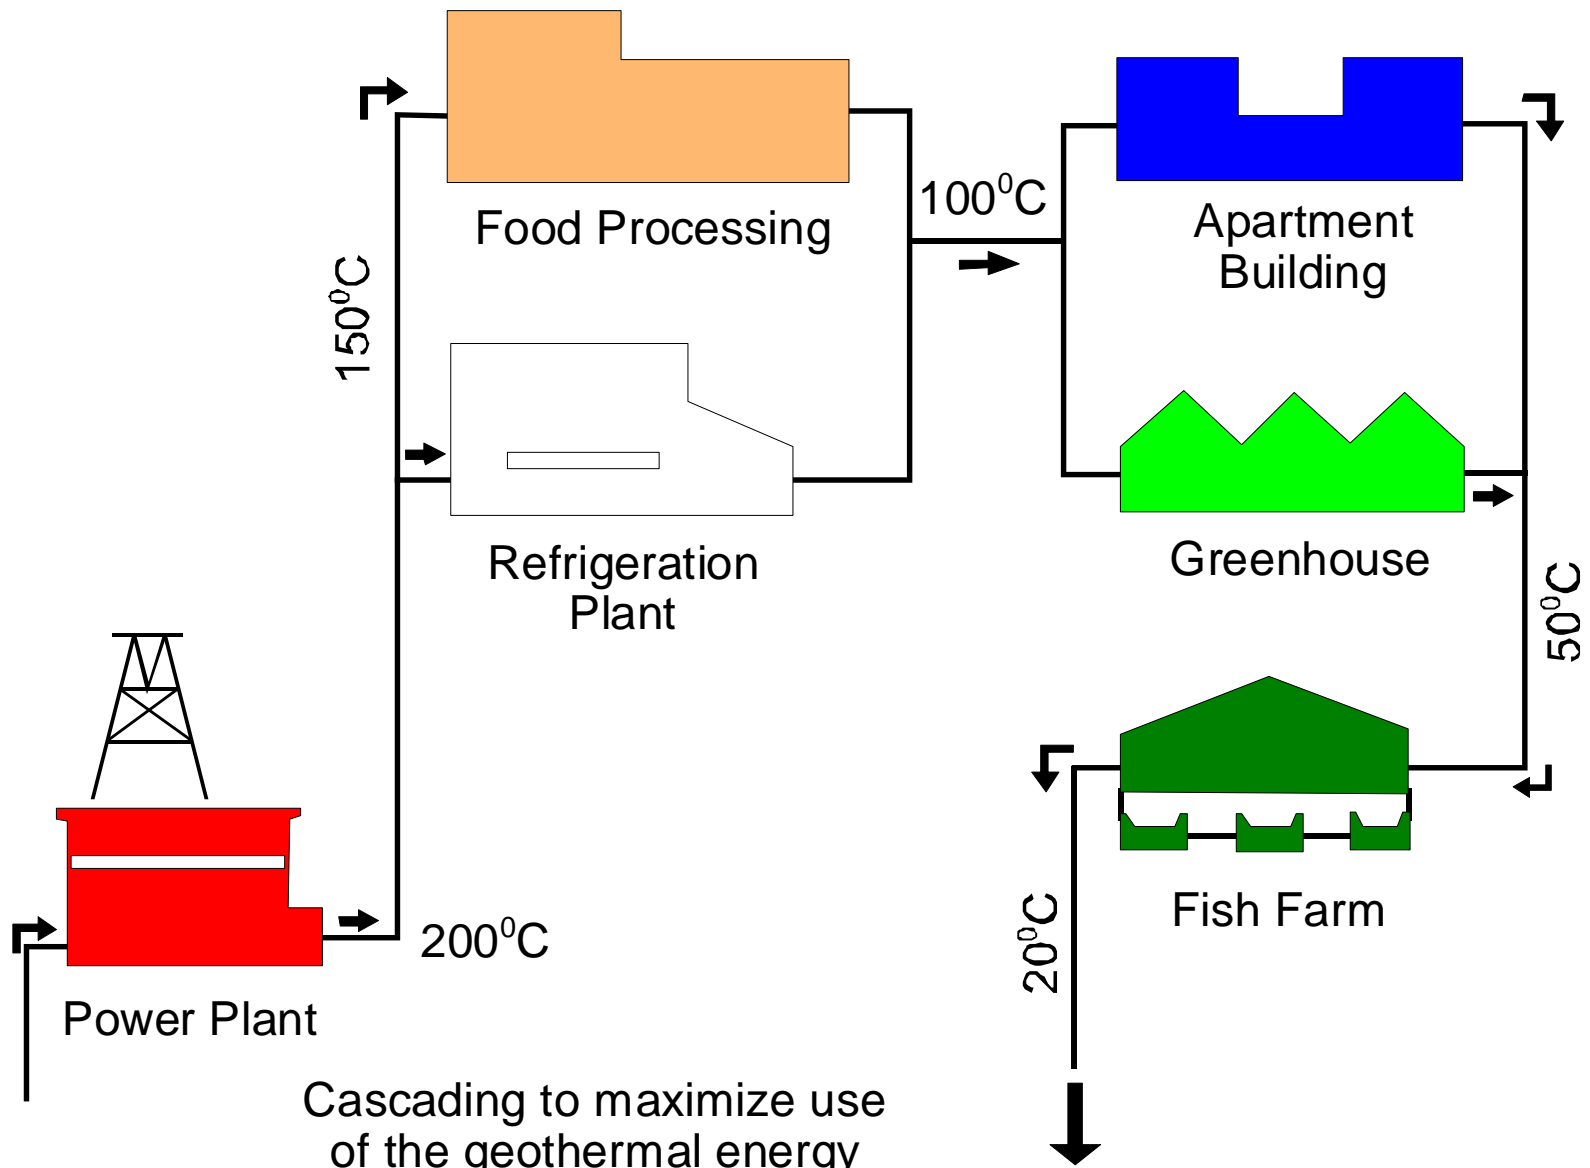 Food Processing
100⁰C
Apartment
Building
150⁰C
Refrigeration
Plant
Greenhouse
50⁰C
Fish Farm
200⁰C
20⁰C
Power Plant
Cascading to maximize use
of the geothermal energy